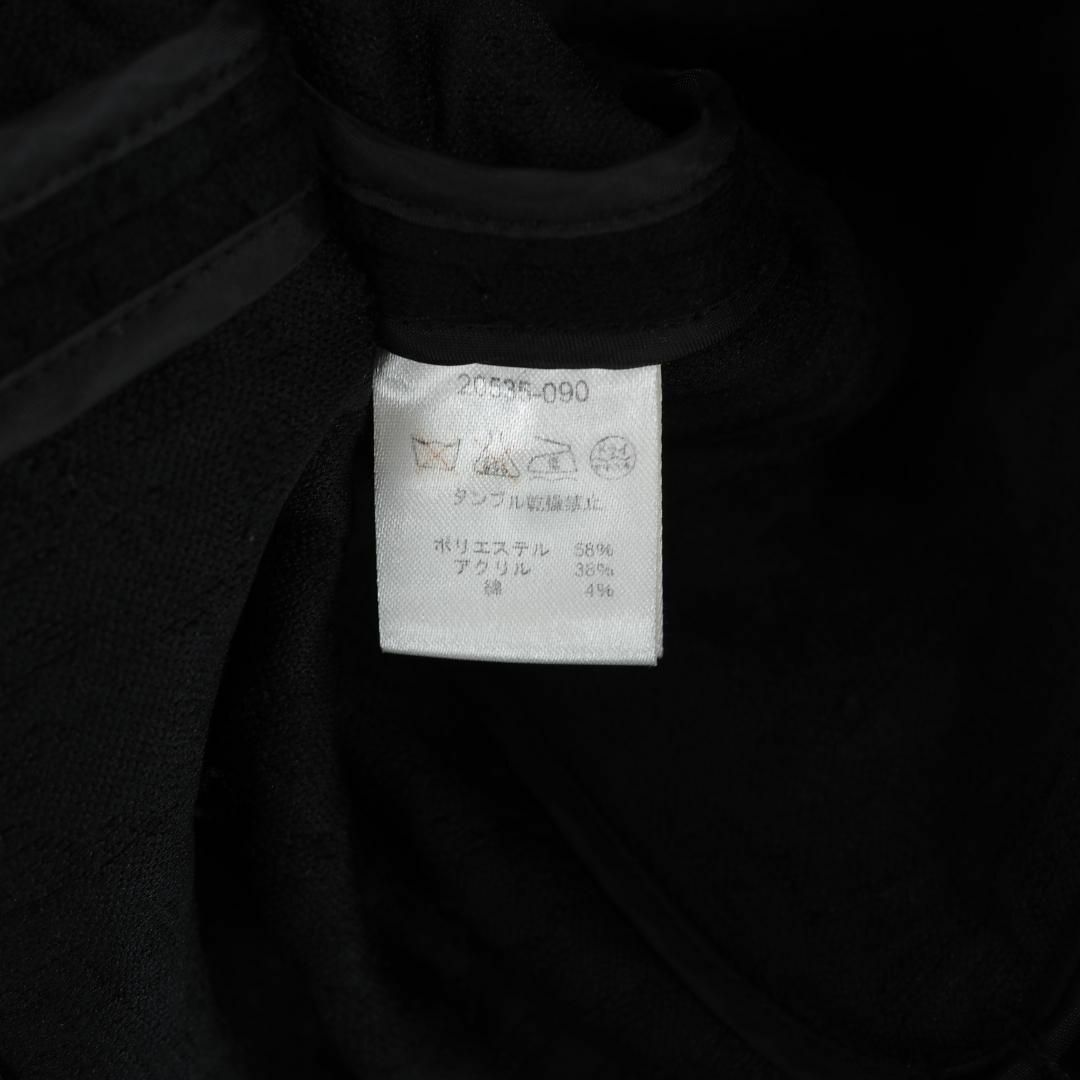 20535-090
タンブル乾燥禁止
ポリエステル 58%
アクリル 38%
綿 4%